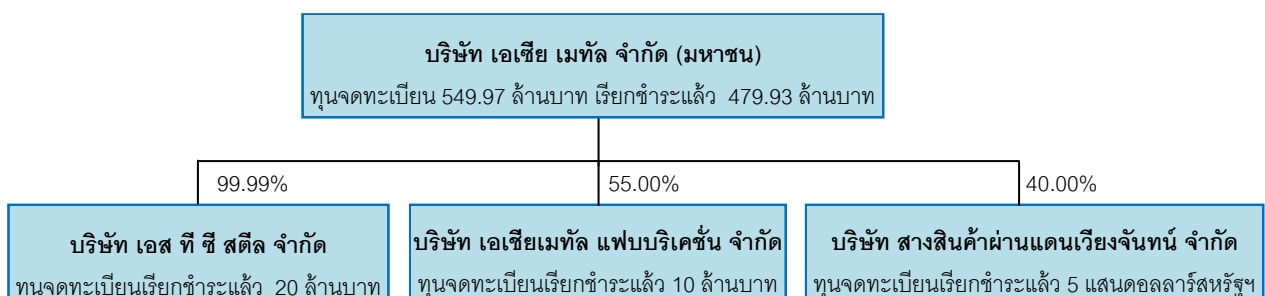 บริษัท เอเซีย เมทัล จำกัด (มหาชน)
ทุนจดทะเบียน 549.97 ล้านบาท เรียกชำระแล้ว 479.93 ล้านบาท
99.99%
55.00%
40.00%
บริษัท เอส ที ซี สตีล จำกัด
ทุนจดทะเบียนเรียกชำระแล้ว 20 ล้านบาท
บริษัท เอเชียเมทัล แฟบบริเคชั่น จำกัด
ทุนจดทะเบียนเรียกชำระแล้ว 10 ล้านบาท
บริษัท สางสินค้าผ่านแดนเวียงจันทน์ จำกัด
ทุนจดทะเบียนเรียกชำระแล้ว 5 แสนดอลลาร์สหรัฐฯ